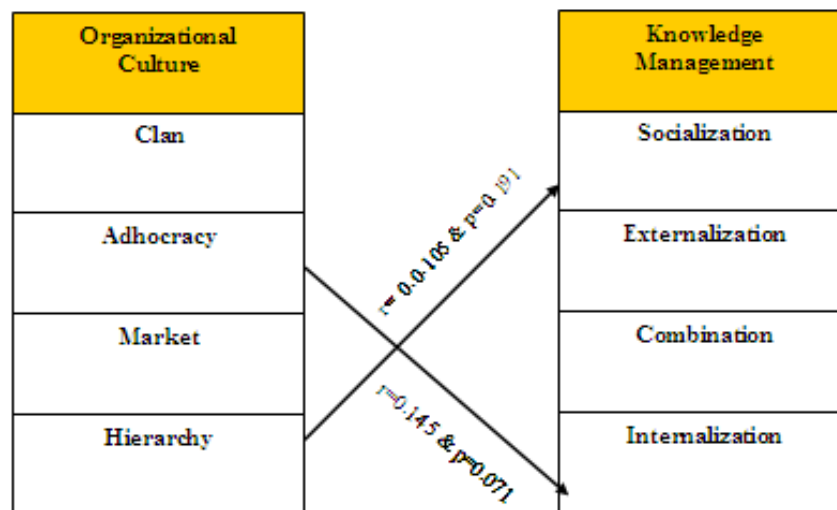 Organizational
Culture
Clan
Adhocracy
Market
Hierarchy
r= 0.0-105 & p=0.191
r=0.145 & p=0.071
Knowledge
Management
Socialization
Externalization
Combination
Internalization